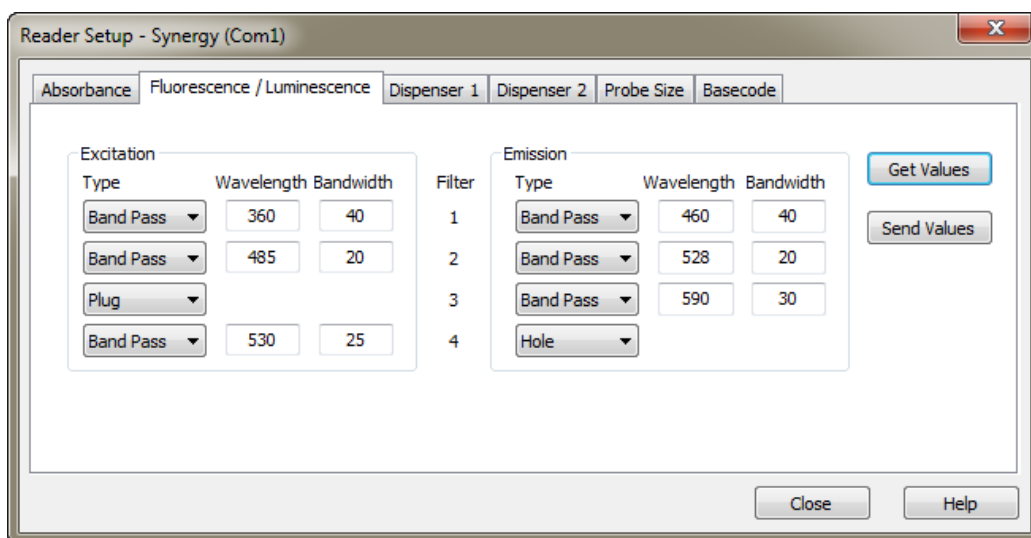 Reader Setup - Synergy (Com1)
Absorbance Fluorescence / Luminescence Dispenser 1 Dispenser 2 Probe Size Basecode
Excitation Emission
Type Wavelength Bandwidth Filter Type Wavelength Bandwidth Get Values
Band Pass 360 40 1 Band Pass 460 40
Send Values
Band Pass 485 20 2 Band Pass 528 20
Plug 3 Band Pass 590 30
Band Pass 530 25 4 Hole
Close Help